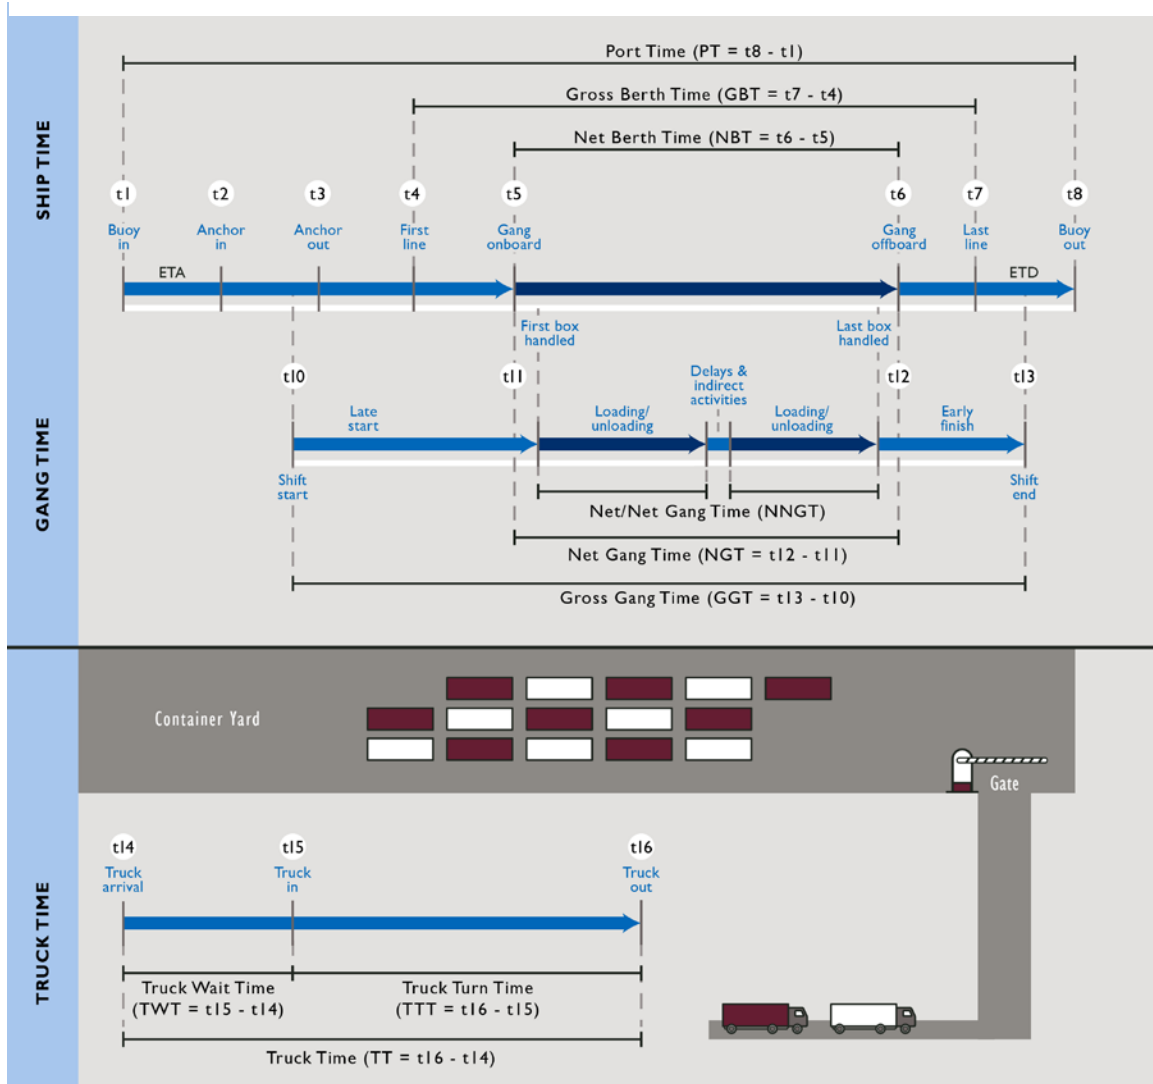 SHIP TIME
Port Time (PT = t8 - t1)
Gross Berth Time (GBT = t7 - t4)
Net Berth Time (NBT = t6 - t5)
t1
t2
t3
t4
t5
t6
t7
t8
Buoy
in
Anchor
in
Anchor
out
First
line
Gang
onboard
Gang
offboard
Last
line
Buoy
out
ETA
ETD
First box
handled
Last box
handled
GANG TIME
t10
t11
t12
t13
Late
start
Loading/
unloading
Delays &
indirect
activities
Loading/
unloading
Early
finish
Shift
start
Shift
end
Net/Net Gang Time (NNGT)
Net Gang Time (NGT = t12 - t11)
Gross Gang Time (GGT = t13 - t10)
Container Yard
Gate
TRUCK TIME
t14
t15
t16
Truck
arrival
Truck
in
Truck
out
Truck Wait Time
(TWT = t15 - t14)
Truck Turn Time
(TTT = t16 - t15)
Truck Time (TT = t16 - t14)